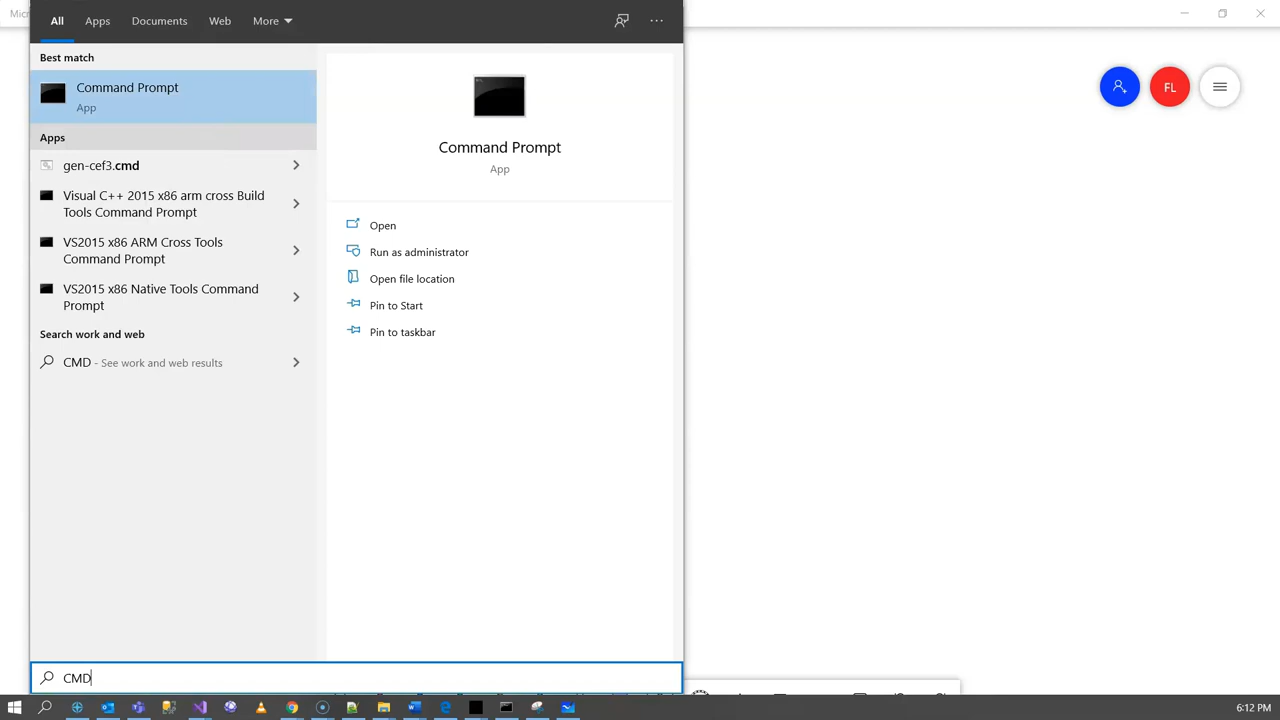 Micr
All
Apps
Documents
Web
More
Best match
Command Prompt
App
Apps
gen-cef3.cmd
Visual C++ 2015 x86 arm cross Build
Tools Command Prompt
VS2015 x86 ARM Cross Tools
Command Prompt
VS2015 x86 Native Tools Command
Prompt
Search work and web
CMD - See work and web results
Command Prompt
App
Open
Run as administrator
Open file location
Pin to Start
Pin to taskbar
FL
CMD
6:12 PM